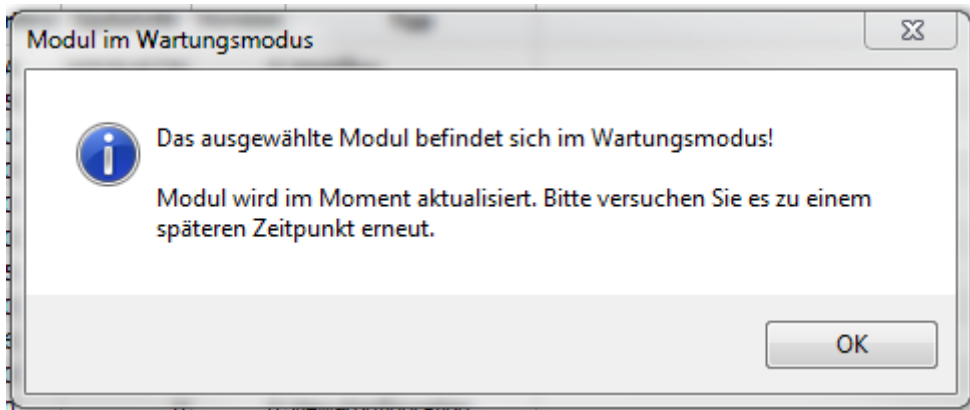 Modul im Wartungsmodus
Das ausgewählte Modul befindet sich im Wartungsmodus!
Modul wird im Moment aktualisiert. Bitte versuchen Sie es zu einem
späteren Zeitpunkt erneut.
OK